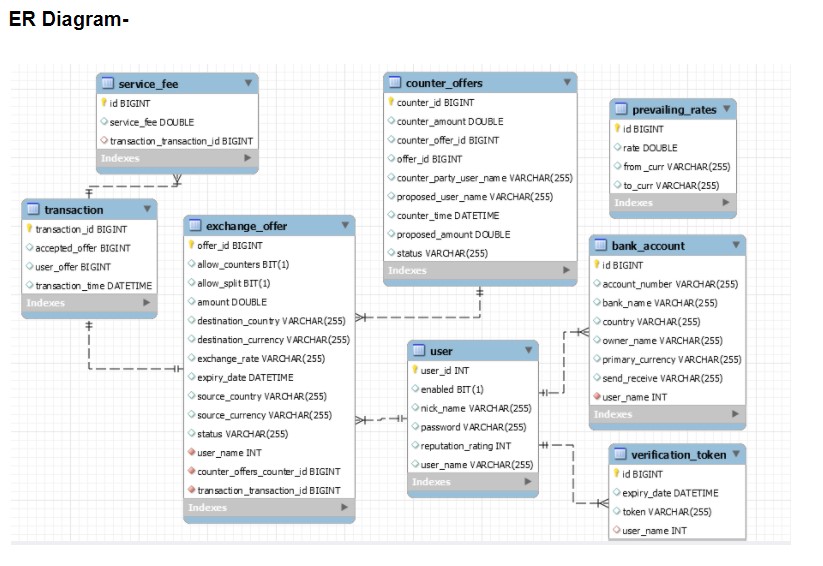 ER Diagram-
service_fee
id BIGINT
service_fee DOUBLE
transaction_transaction_id BIGINT
Indexes
counter_offers
counter_id BIGINT
counter_amount DOUBLE
counter_offer_id BIGINT
offer_id BIGINT
counter_party_user_name VARCHAR(255)
proposed_user_name VARCHAR(255)
counter_time DATETIME
proposed_amount DOUBLE
status VARCHAR(255)
Indexes
prevailing_rates
id BIGINT
rate DOUBLE
from_curr VARCHAR(255)
to_curr VARCHAR(255)
Indexes
transaction
transaction_id BIGINT
accepted_offer BIGINT
user_offer BIGINT
transaction_time DATETIME
Indexes
exchange_offer
offer_id BIGINT
allow_counters BIT(1)
allow_split BIT(1)
amount DOUBLE
destination_country VARCHAR(255)
destination_currency VARCHAR(255)
exchange_rate VARCHAR(255)
expiry_date DATETIME
source_country VARCHAR(255)
source_currency VARCHAR(255)
status VARCHAR(255)
user_name INT
counter_offers_counter_id BIGINT
transaction_transaction_id BIGINT
Indexes
user
user_id INT
enabled BIT(1)
nick_name VARCHAR(255)
password VARCHAR(255)
reputation_rating INT
user_name VARCHAR(255)
Indexes
bank_account
id BIGINT
account_number VARCHAR(255)
bank_name VARCHAR(255)
country VARCHAR(255)
owner_name VARCHAR(255)
primary_currency VARCHAR(255)
send_receive VARCHAR(255)
user_name INT
Indexes
verification_token
id BIGINT
expiry_date DATETIME
token VARCHAR(255)
user_name INT